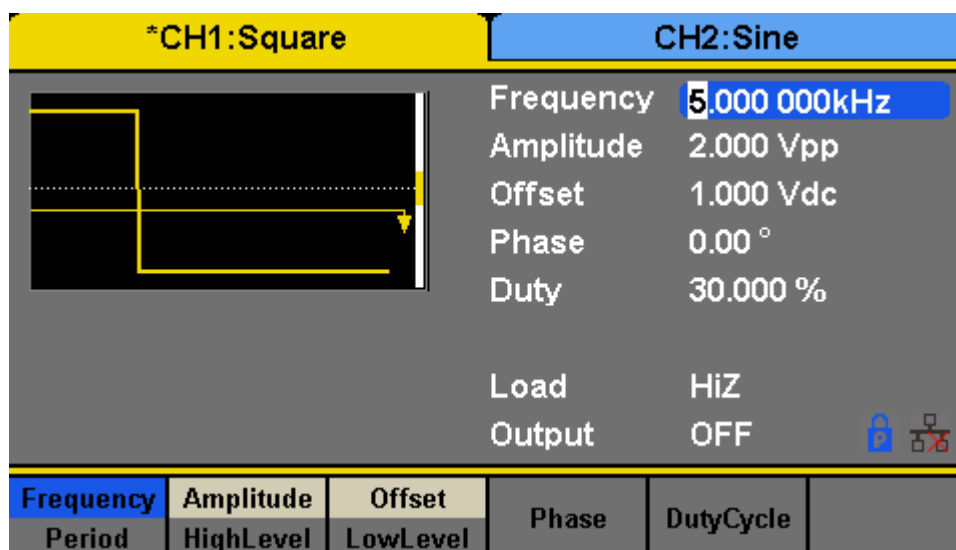 *CH1:Square
CH2:Sine
Frequency 5.000 000kHz
Amplitude 2.000 Vpp
Offset 1.000 Vdc
Phase 0.00 °
Duty 30.000 %
Load HiZ
Output OFF
P
Frequency Amplitude Offset Phase DutyCycle
Period HighLevel LowLevel